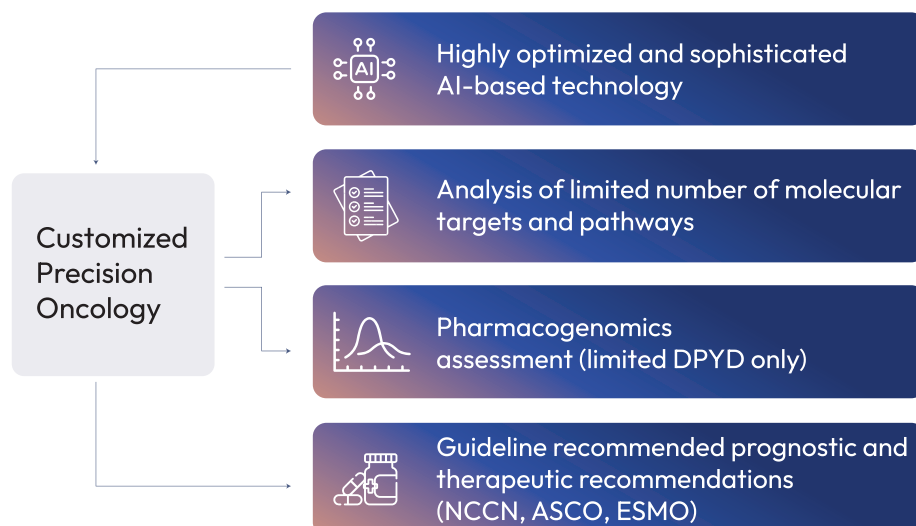 AI
Highly optimized and sophisticated
AI-based technology
Analysis of limited number of molecular
targets and pathways
Customized
Precision
Oncology
Pharmacogenomics
assessment (limited DPYD only)
Guideline recommended prognostic and
therapeutic recommendations
(NCCN, ASCO, ESMO)